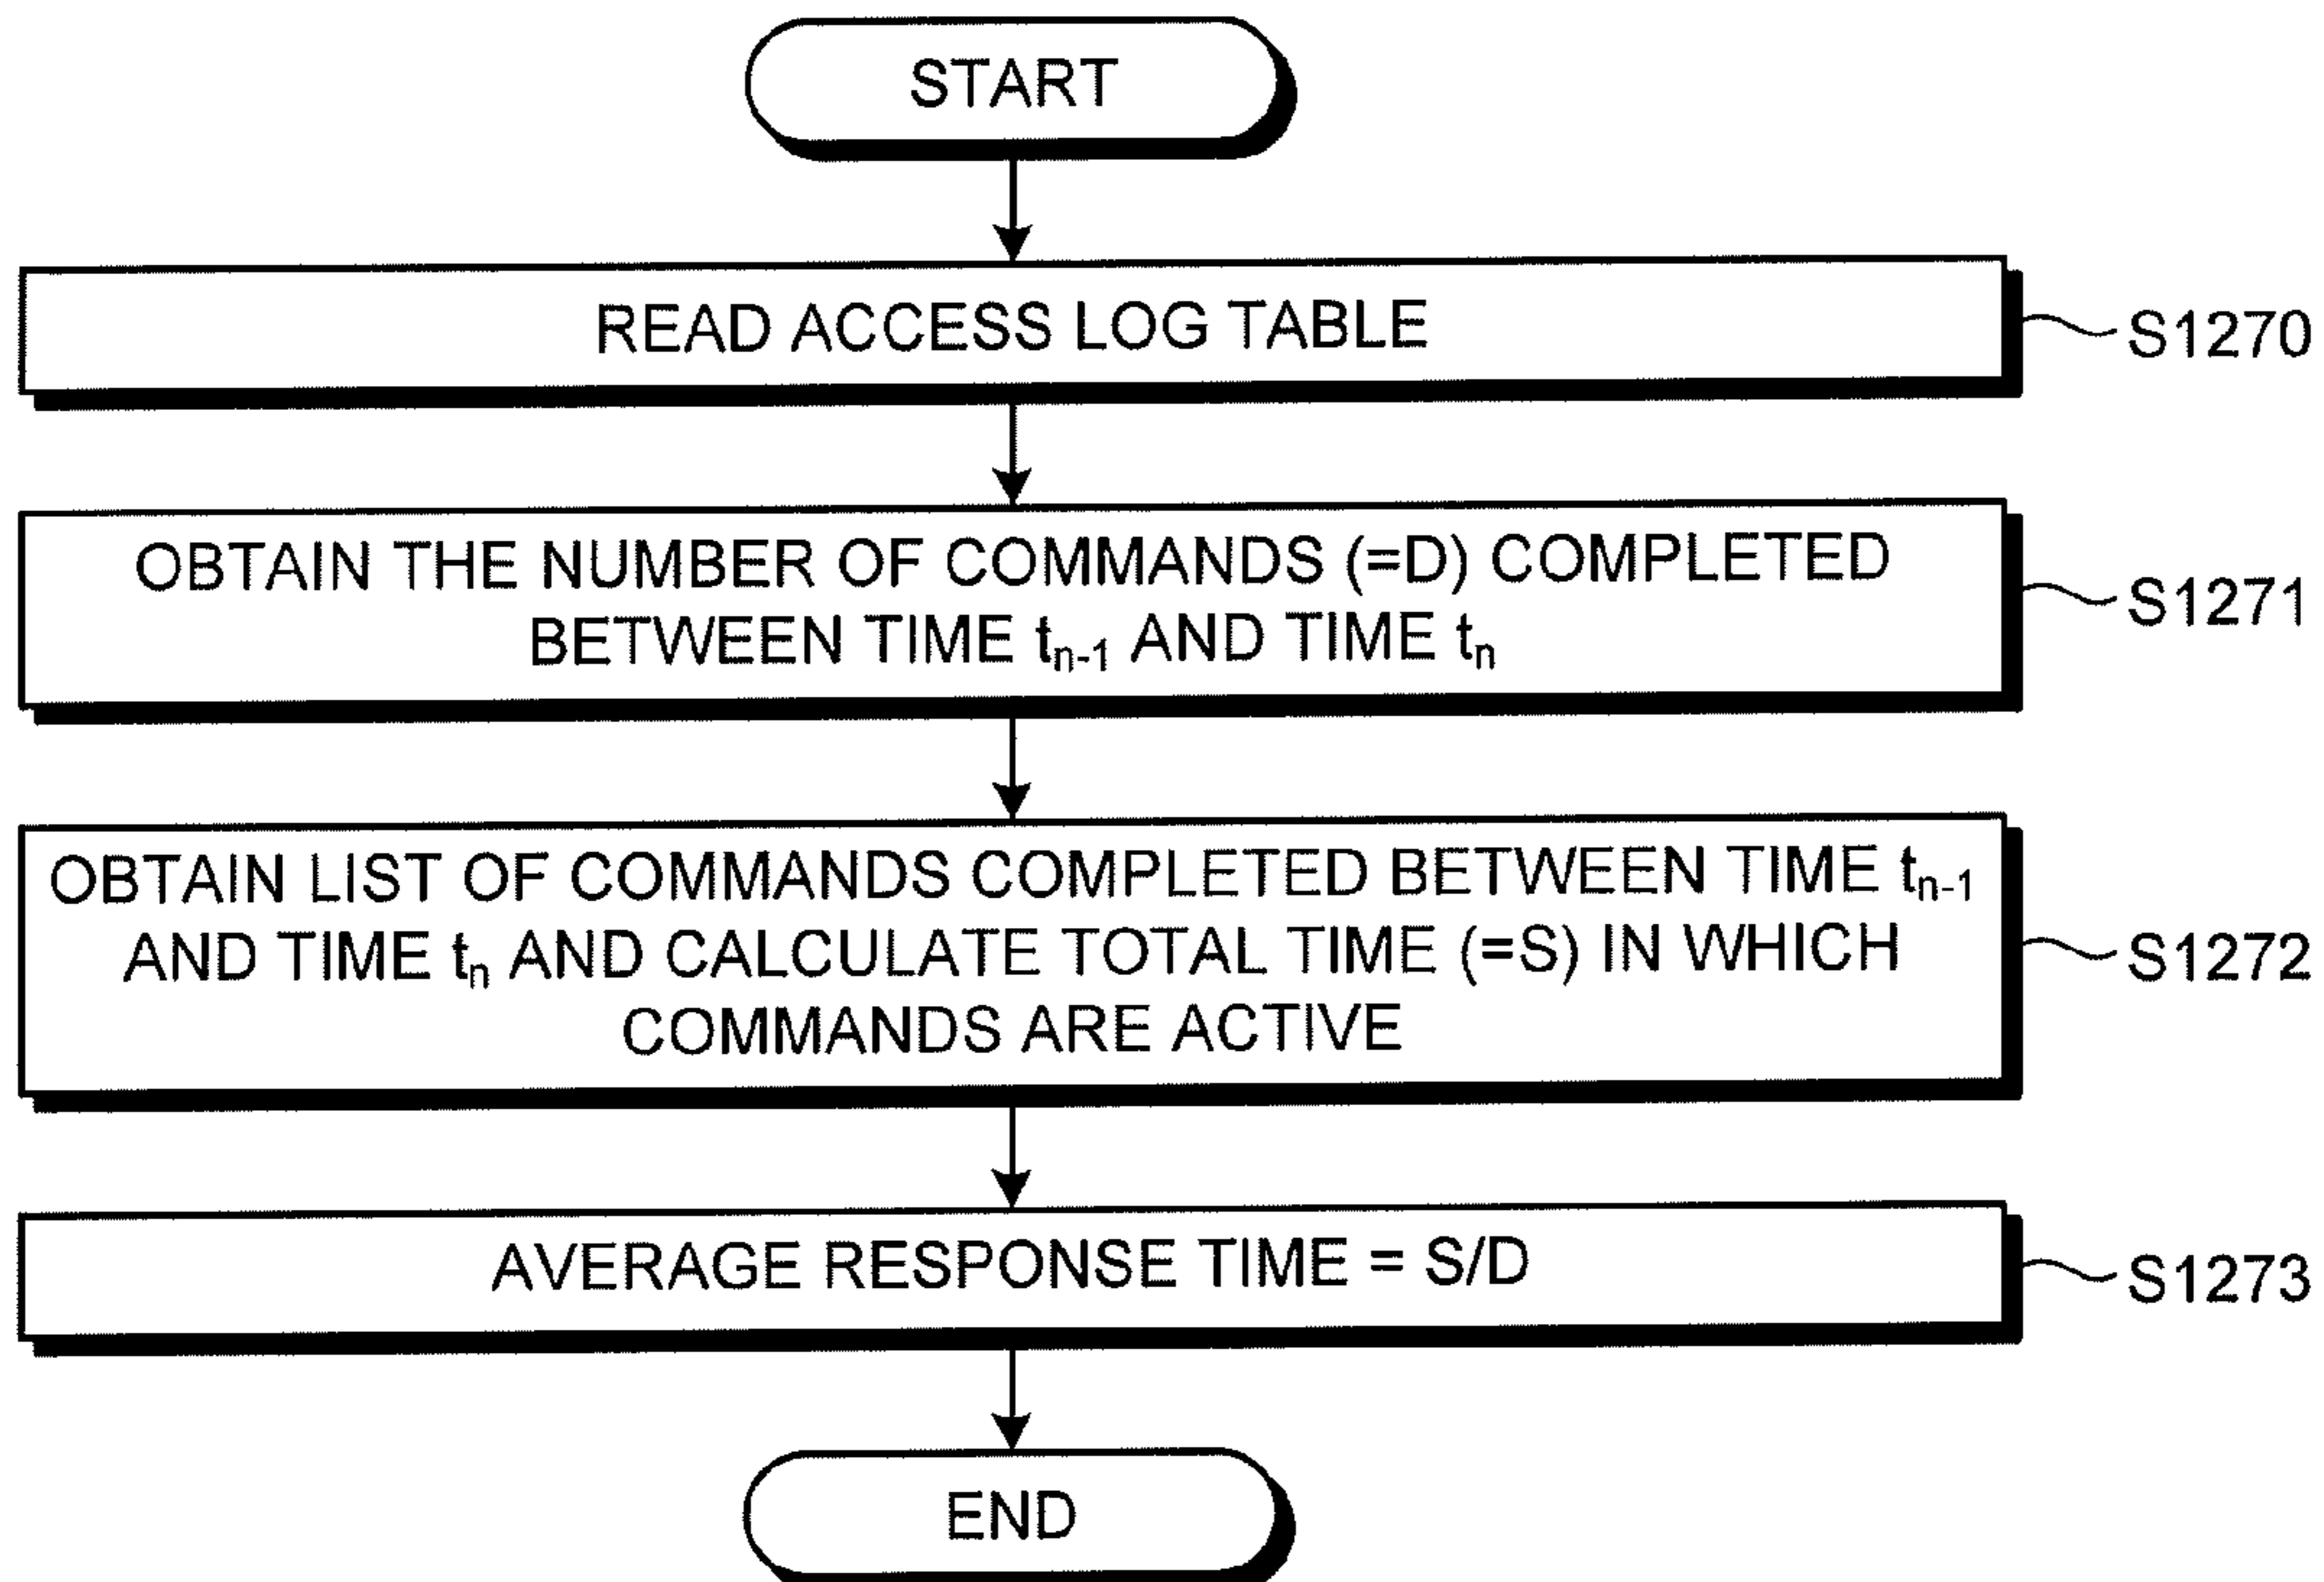 START
READ ACCESS LOG TABLE
S1270
OBTAIN THE NUMBER OF COMMANDS (=D) COMPLETED
BETWEEN TIME tn-1 AND TIME tn
S1271
OBTAIN LIST OF COMMANDS COMPLETED BETWEEN TIME tn-1
AND TIME tn AND CALCULATE TOTAL TIME (=S) IN WHICH
COMMANDS ARE ACTIVE
S1272
AVERAGE RESPONSE TIME = S/D
S1273
END